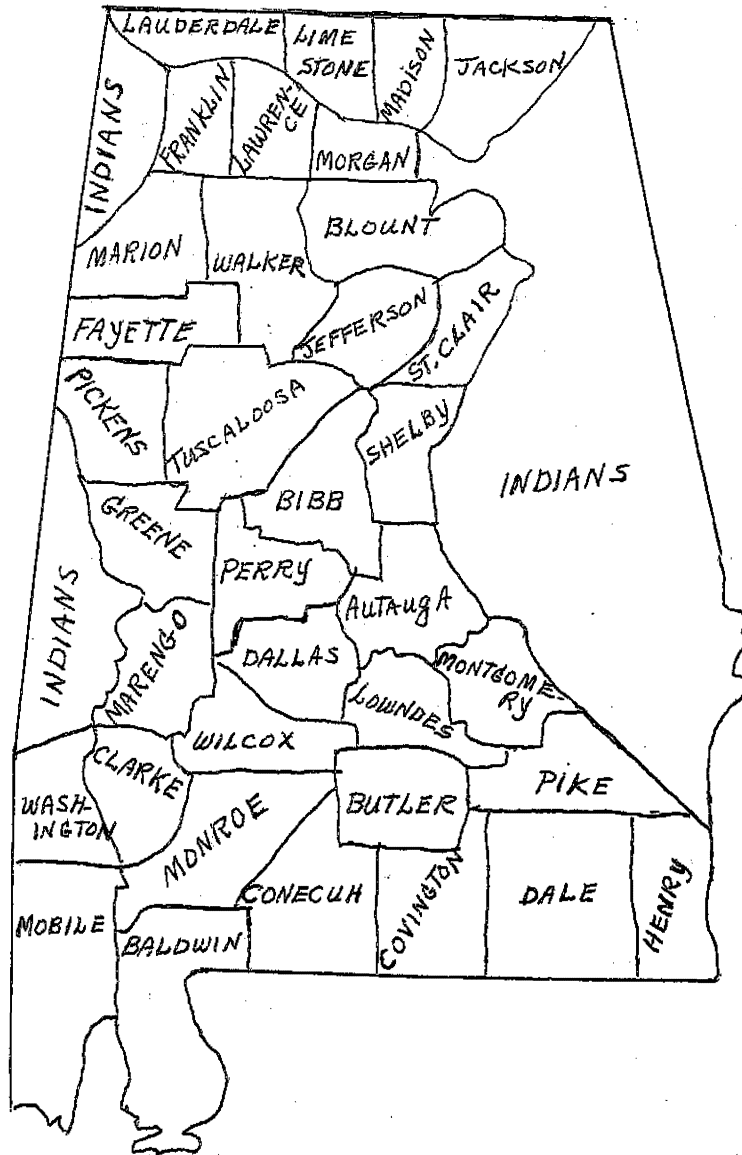 LAUDERDALE
LIME
STONE
MADISON
JACKSON
INDIANS
FRANKLIN
LAWREN-
CE
MORGAN
MARION
WALKER
BLOUNT
FAYETTE
JEFFERSON
ST. CLAIR
PICKENS
TUSCALOOSA
SHELBY
INDIANS
GREENE
BIBB
PERRY
AUTAUGA
INDIANS
MARENGO
DALLAS
MONTGOME-
RY
LOWNDES
WILCOX
CLARKE
WASH-
INGTON
MONROE
BUTLER
PIKE
MOBILE
BALDWIN
CONECUH
COVINGTON
DALE
HENRY